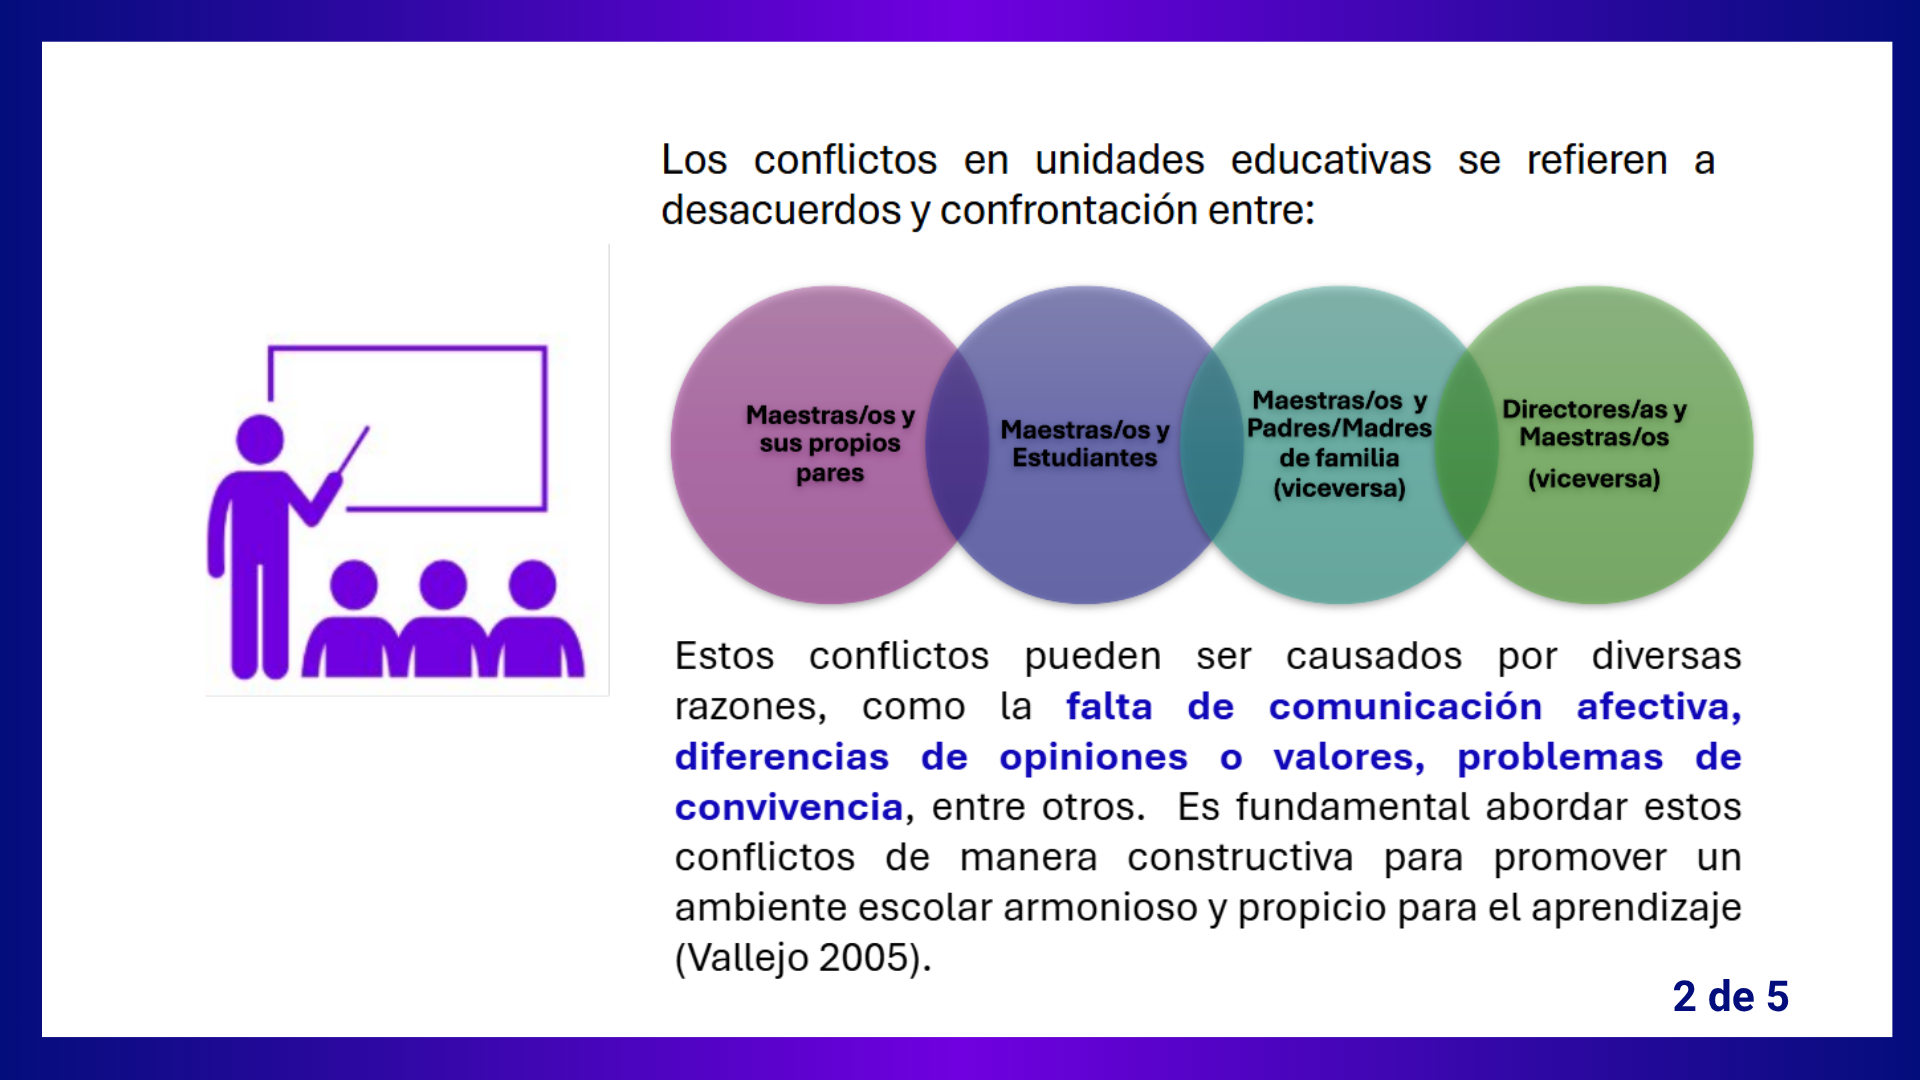 Los conflictos en unidades educativas se refieren a
desacuerdos y confrontación entre:
Maestras/os y
sus propios
pares
Maestras/os y
Estudiantes
Maestras/os y
Padres/Madres
de familia
(viceversa)
Directores/as y
Maestras/os
(viceversa)
Estos conflictos pueden ser causados por diversas
razones, como la falta de comunicación afectiva,
diferencias de opiniones o valores, problemas de
convivencia, entre otros. Es fundamental abordar estos
conflictos de manera constructiva para promover un
ambiente escolar armonioso y propicio para el aprendizaje
(Vallejo 2005).
2 de 5